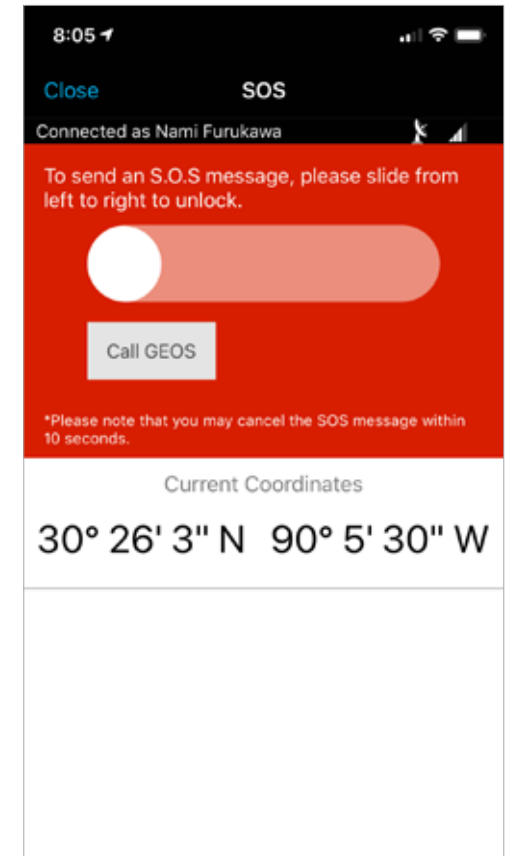 8:05
Close SOS
Connected as Nami Furukawa
To send an S.O.S message, please slide from
left to right to unlock.
Call GEOS
*Please note that you may cancel the SOS message within
10 seconds.
Current Coordinates
30° 26' 3" N 90° 5' 30" W